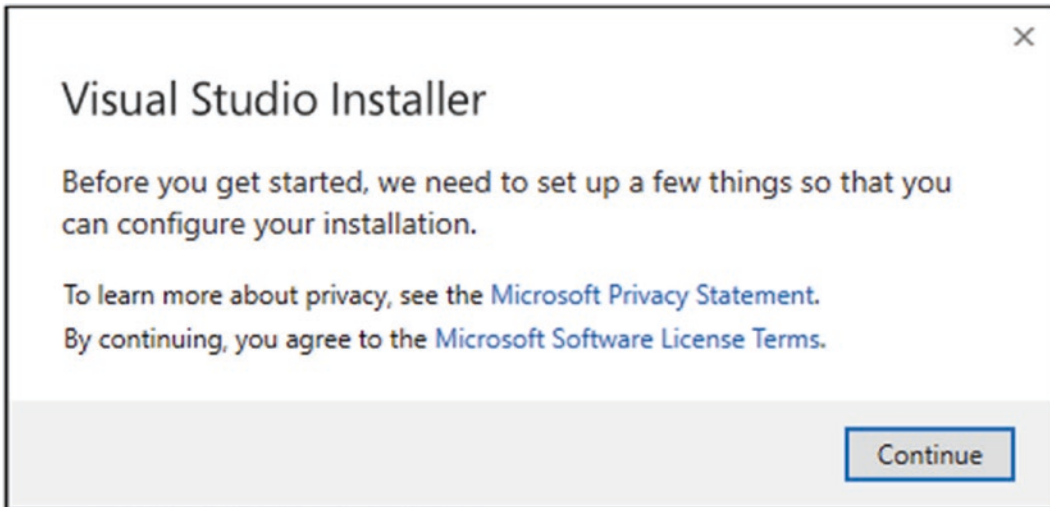 Visual Studio Installer
Before you get started, we need to set up a few things so that you
can configure your installation.
To learn more about privacy, see the Microsoft Privacy Statement.
By continuing, you agree to the Microsoft Software License Terms.
Continue